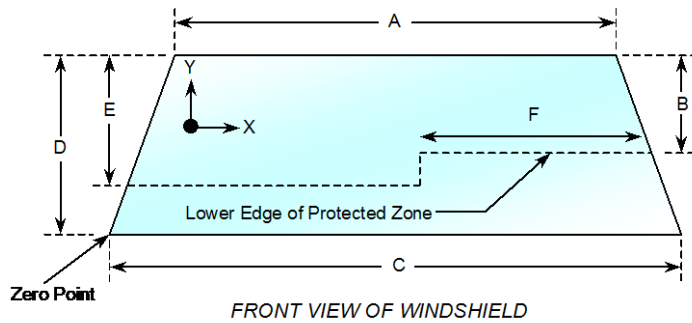 A
Y
E
B
F
X
D
Lower Edge of Protected Zone
C
Zero Point
FRONT VIEW OF WINDSHIELD